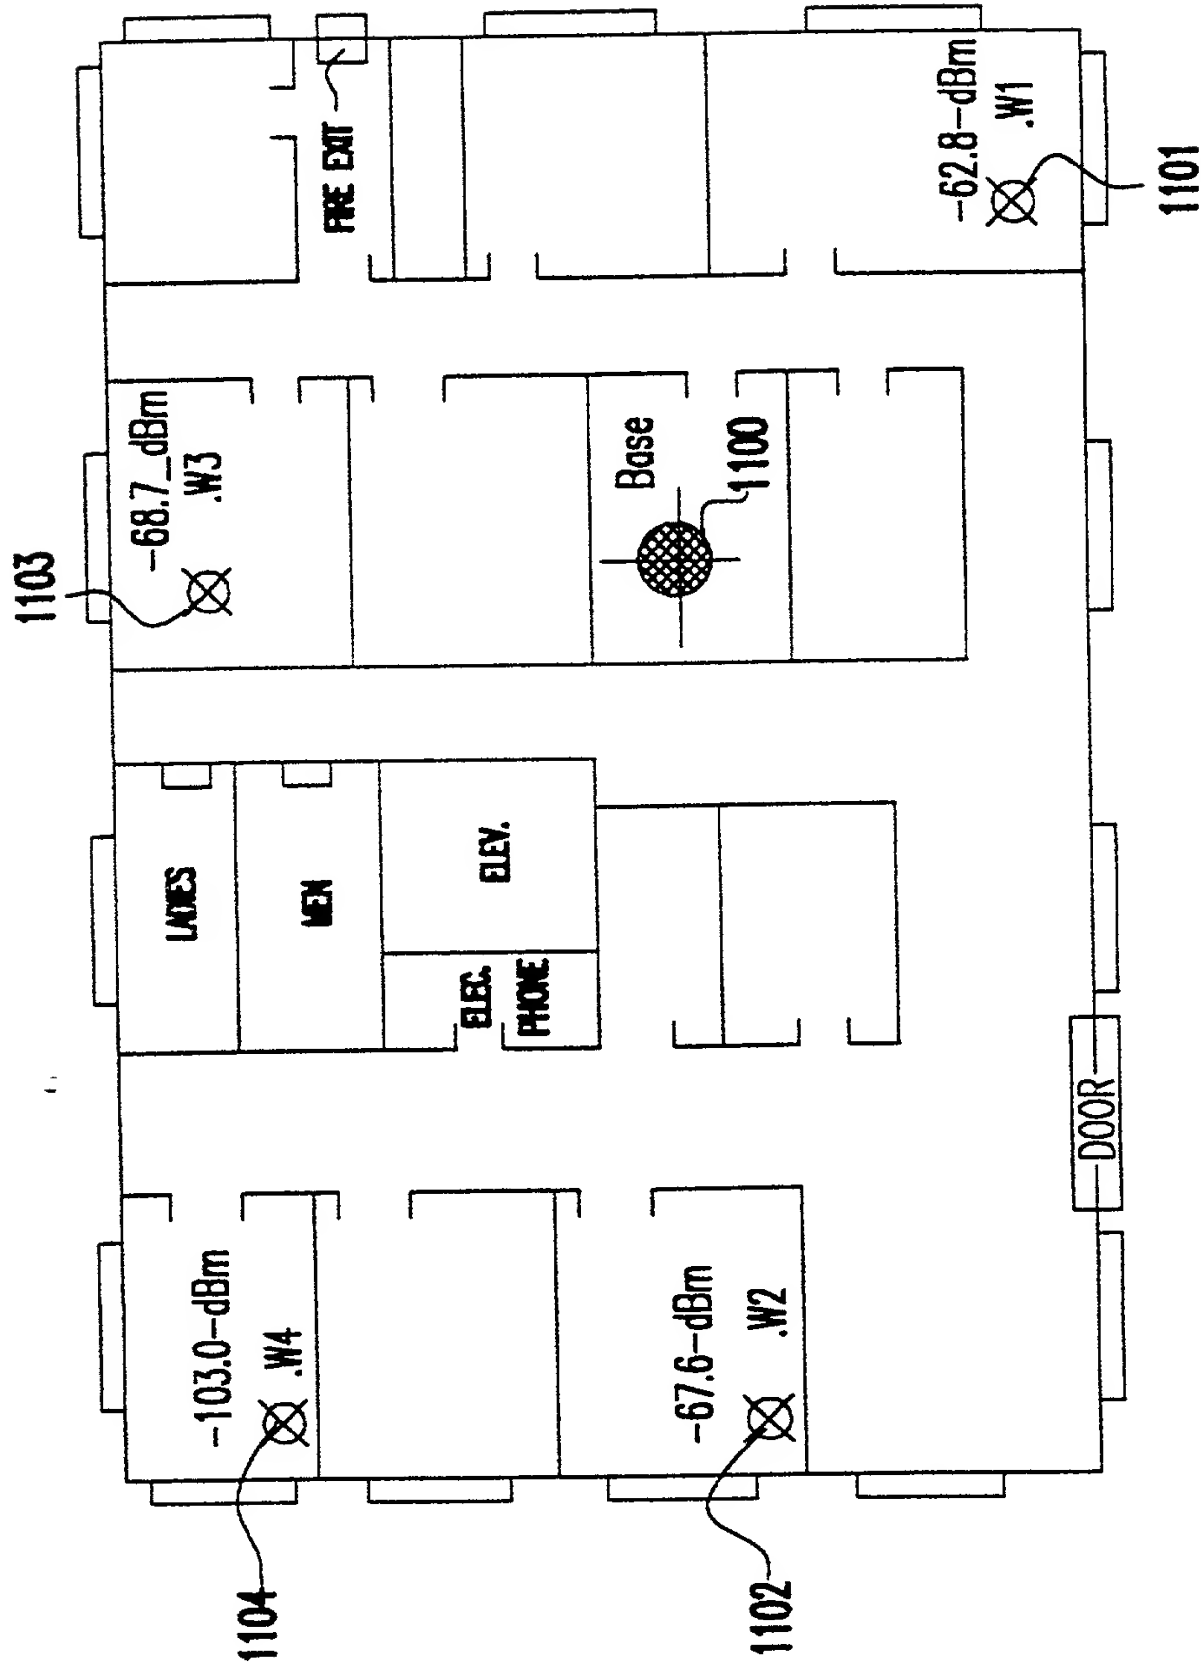 1103
-68.7_dBm
.W3
LADIES
-103.0-dBm
.W4
1104
MEN
FIRE EXIT
ELEC.
PHONE.
ELEV.
Base
1100
-67.6-dBm
.W2
1102
-62.8-dBm
.W1
DOOR
1101